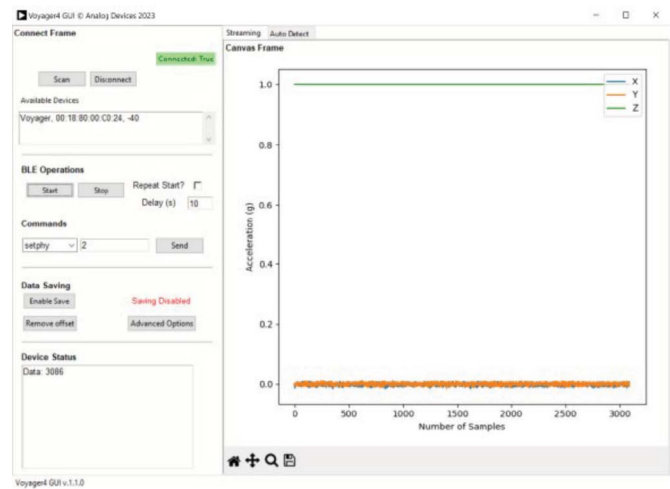 Voyager4 GUI © Analog Devices 2023
Connect Frame
Connected: True
Scan Disconnect
Available Devices
Voyager, 00:18:80:00:C0:24, -40
BLE Operations
Start Stop Repeat Start?
Delay (s) 10
Commands
setphy 2 Send
Data Saving
Enable Save Saving Disabled
Remove offset Advanced Options
Device Status
Data: 3086
Voyager4 GUI v.1.1.0
Streaming Auto Detect
Canvas Frame
X
Y
Z
Acceleration (g)
1.0
0.8
0.6
0.4
0.2
0.0
0 500 1000 1500 2000 2500 3000
Number of Samples